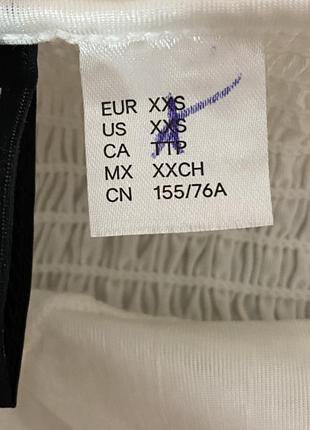 EUR XXS
US XXS
CA TTP
MX XXCH
CN 155/76A